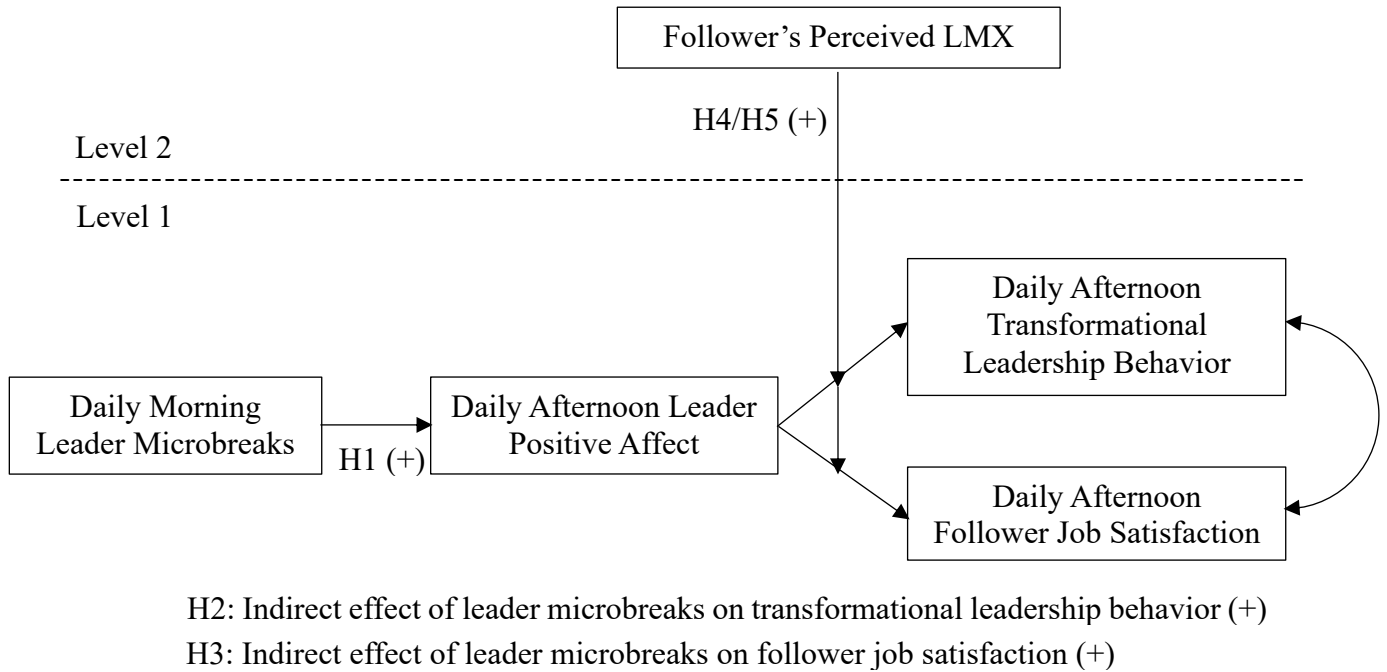 Follower’s Perceived LMX
H4/H5 (+)
Level 2
Level 1
Daily Afternoon
Transformational
Leadership Behavior
Daily Morning
Leader Microbreaks
H1 (+)
Daily Afternoon Leader
Positive Affect
Daily Afternoon
Follower Job Satisfaction
H2: Indirect effect of leader microbreaks on transformational leadership behavior (+)
H3: Indirect effect of leader microbreaks on follower job satisfaction (+)